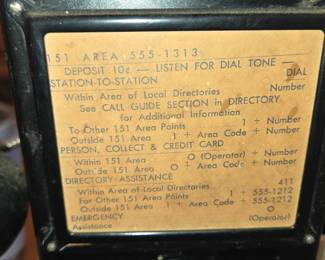 151 AREA 555-1313
DEPOSIT 10¢ — LISTEN FOR DIAL TONE — DIAL
STATION-TO-STATION
Within Area of Local Directories Number
See CALL GUIDE SECTION in DIRECTORY
for Additional Information
To Other 151 Area Points 1 + Number
Outside 151 Area 1 + Area Code + Number
PERSON, COLLECT & CREDIT CARD
Within 151 Area O (Operator) + Number
Outside 151 Area O + Area Code + Number
DIRECTORY ASSISTANCE
Within Area of Local Directories 411
For Other 151 Area Points 1 + 555-1212
Outside 151 Area 1 + Area Code + 555-1212
EMERGENCY O
Assistance (Operator)